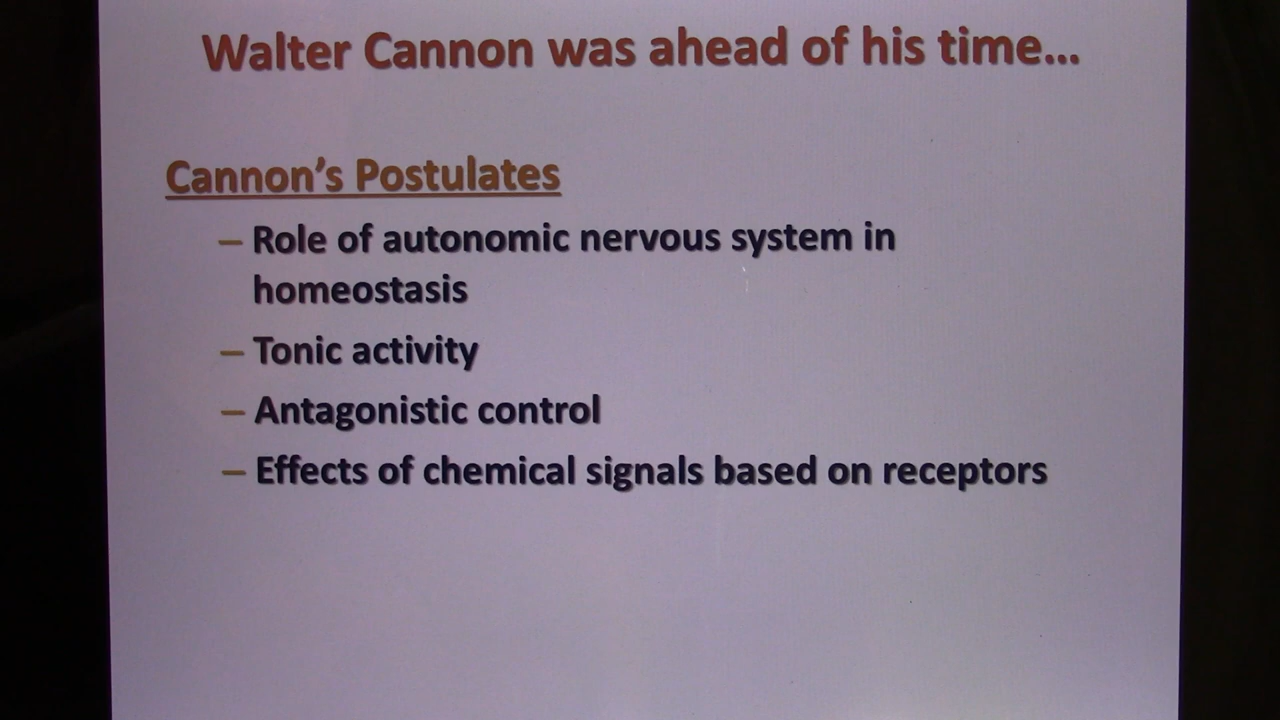 Walter Cannon was ahead of his time…
Cannon's Postulates
– Role of autonomic nervous system in
homeostasis
– Tonic activity
– Antagonistic control
– Effects of chemical signals based on receptors